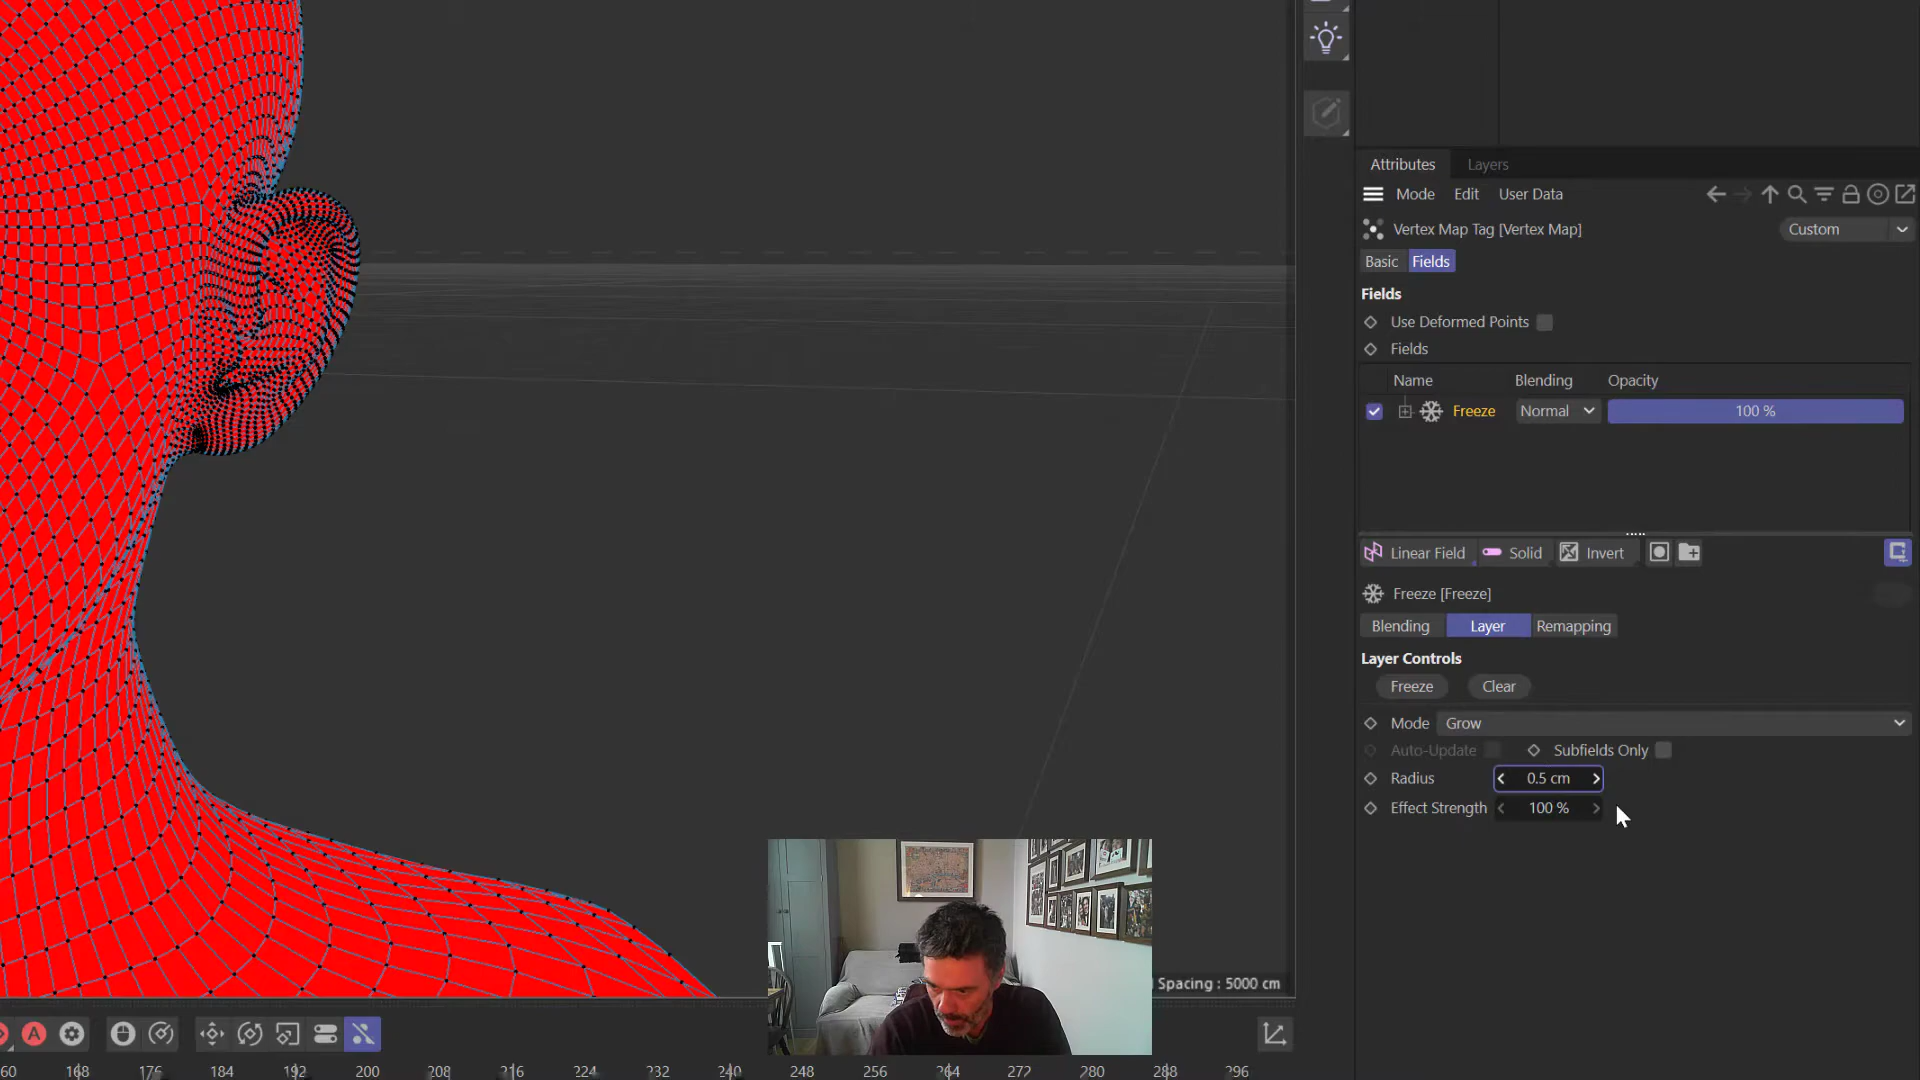 Attributes Layers
Mode Edit User Data
Vertex Map Tag [Vertex Map] Custom
Basic Fields
Fields
Use Deformed Points
Fields
Name Blending Opacity
Freeze Normal 100 %
Linear Field Solid Invert
Freeze [Freeze]
Blending Layer Remapping
Layer Controls
Freeze Clear
Mode Grow
Auto-Update Subfields Only
Radius 0.5 cm
Effect Strength 100 %
Spacing : 5000 cm
A
60 168 176 184 192 200 208 216 224 232 240 248 256 264 272 280 288 296